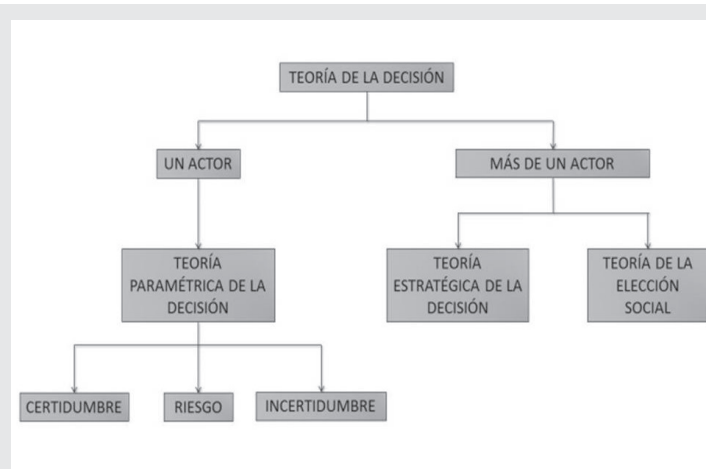 TEORÍA DE LA DECISIÓN
UN ACTOR
MÁS DE UN ACTOR
TEORÍA
PARAMÉTRICA DE LA
DECISIÓN
TEORÍA
ESTRATÉGICA DE LA
DECISIÓN
TEORÍA DE LA
ELECCIÓN
SOCIAL
CERTIDUMBRE
RIESGO
INCERTIDUMBRE